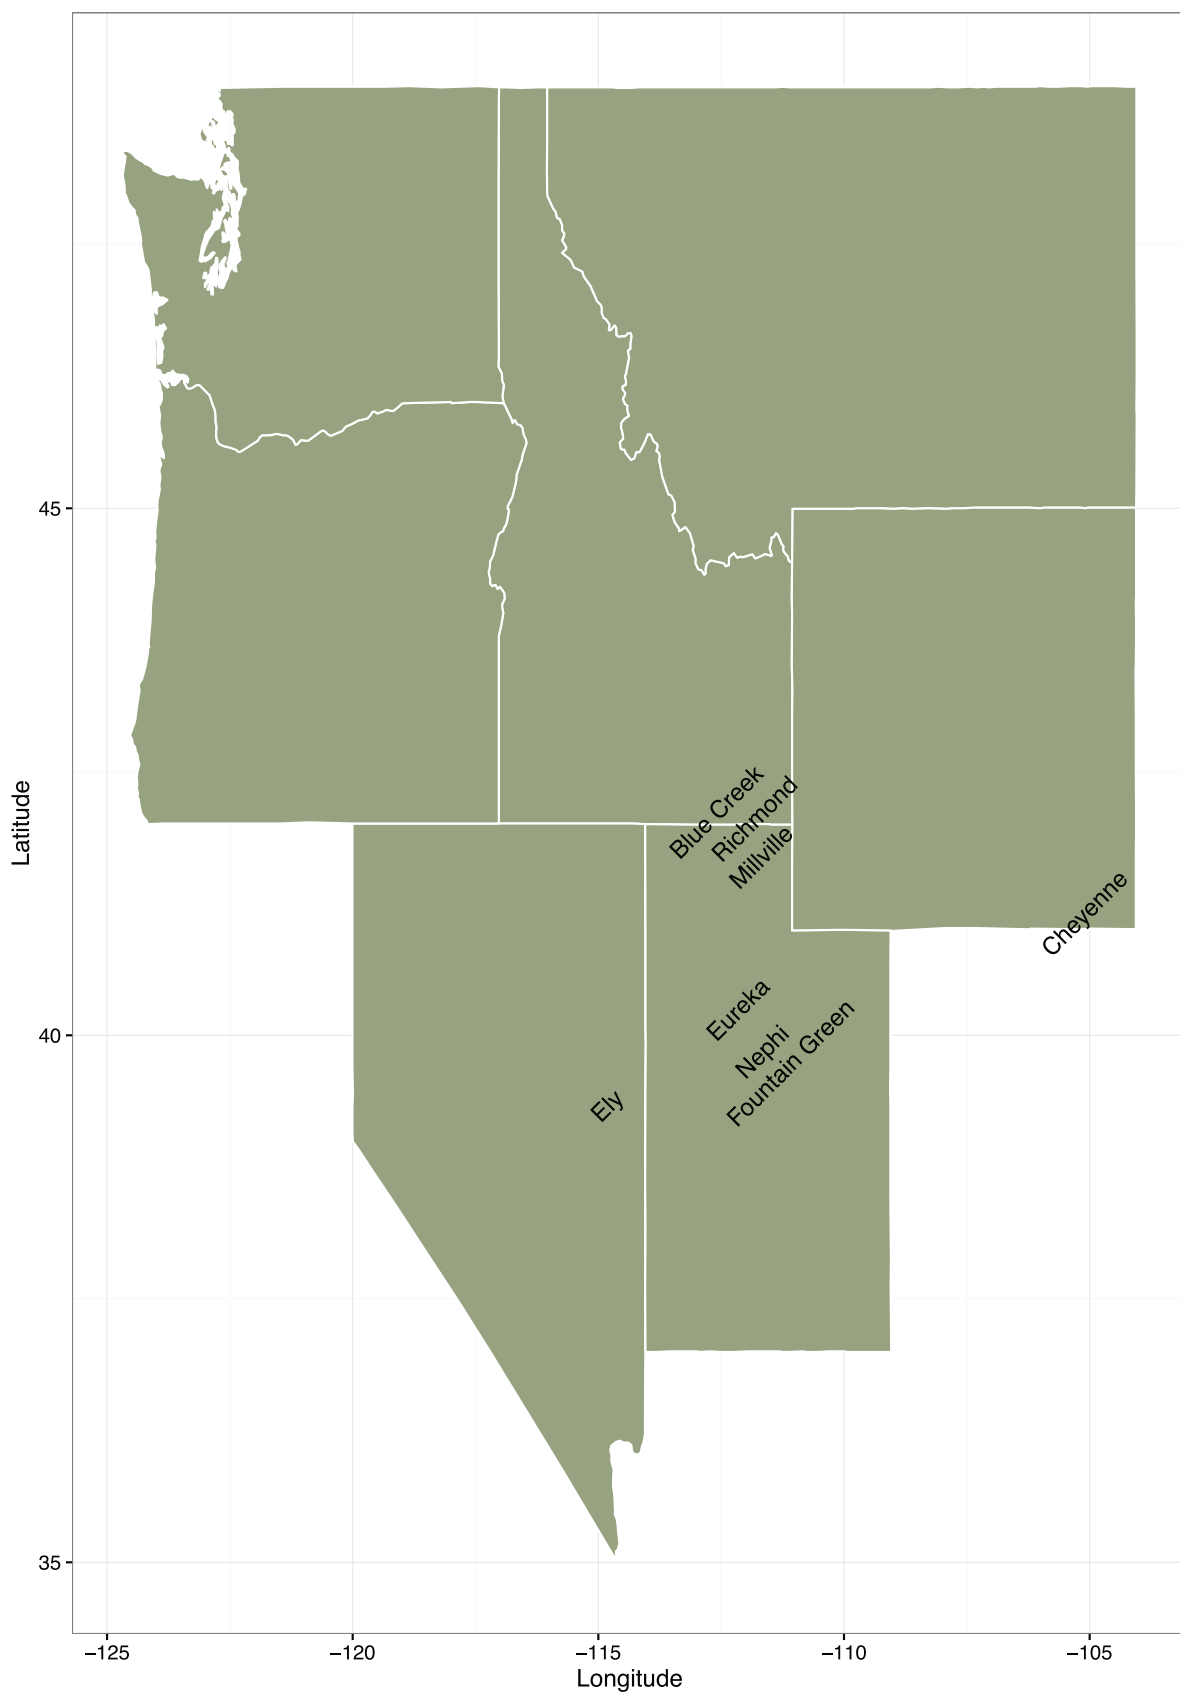 45
40
35
Latitude
Blue Creek
Richmond
Millville
Cheyenne
Eureka
Nephi
Fountain Green
Ely
−125
−120
−115
−110
−105
Longitude